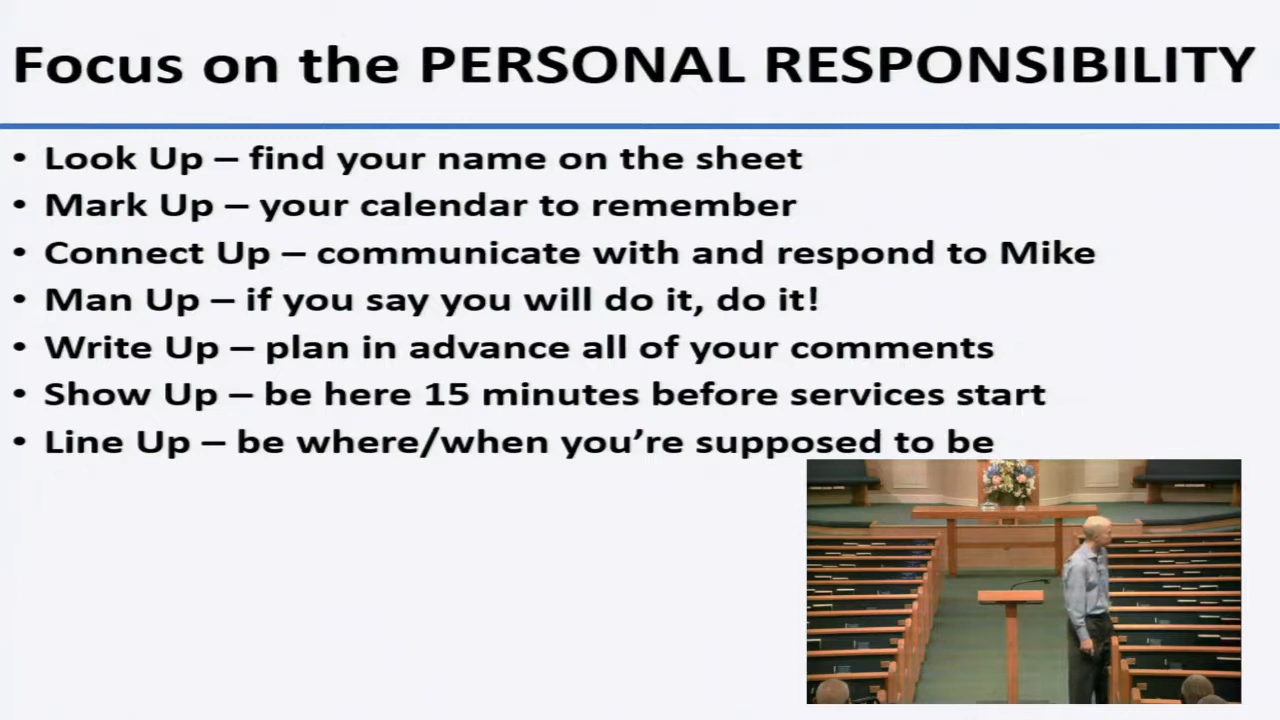 Focus on the PERSONAL RESPONSIBILITY
• Look Up – find your name on the sheet
• Mark Up – your calendar to remember
• Connect Up – communicate with and respond to Mike
• Man Up – if you say you will do it, do it!
• Write Up – plan in advance all of your comments
• Show Up – be here 15 minutes before services start
• Line Up – be where/when you’re supposed to be